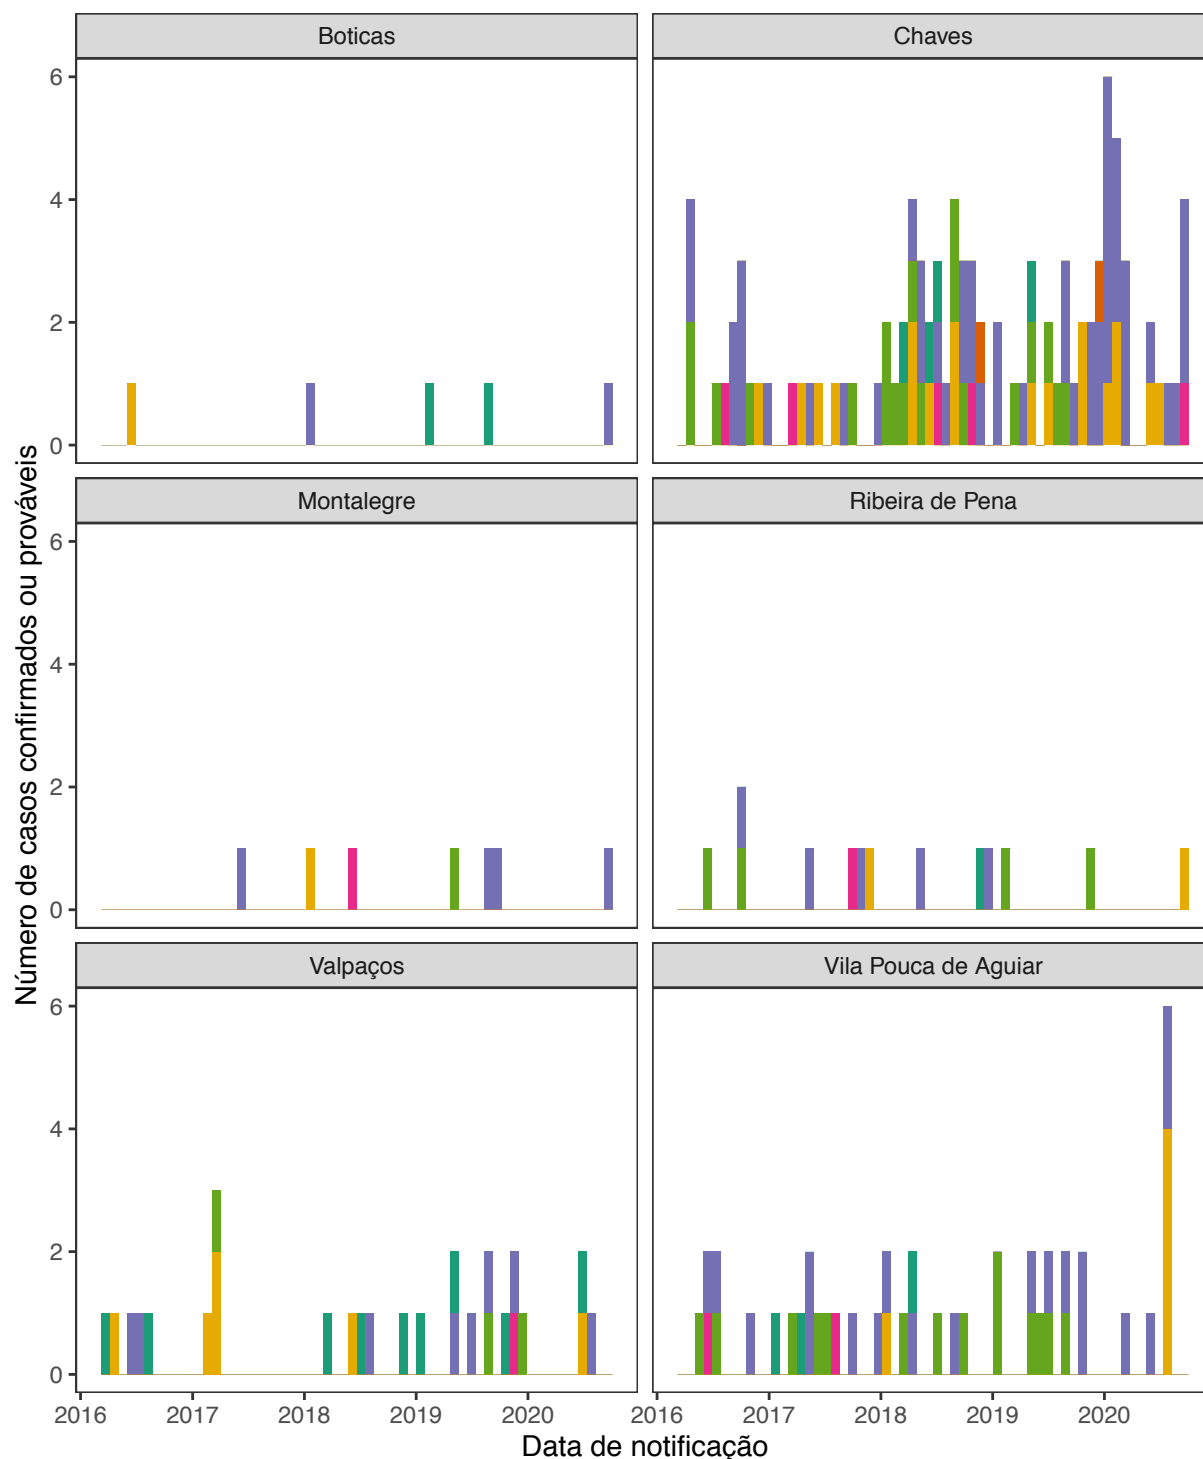 Boticas
Chaves
6
4
2
0
Montalegre
Ribeira de Pena
6
4
2
0
Valpaços
Vila Pouca de Aguiar
6
4
2
0
2016 2017 2018 2019 2020
2016 2017 2018 2019 2020
Data de notificação
Número de casos confirmados ou prováveis